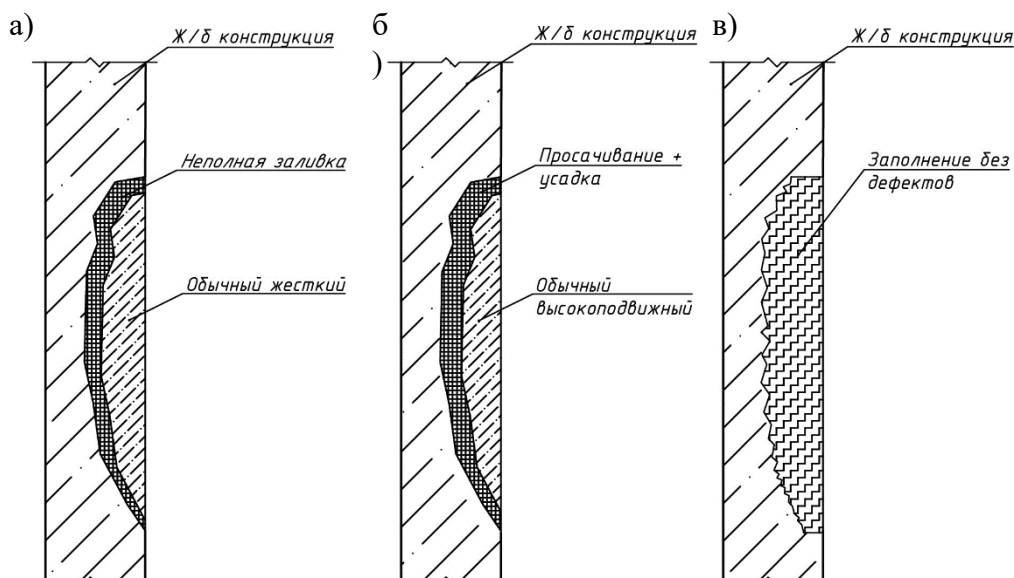 а)
Ж/б конструкция
Неполная заливка
Обычный жесткий
б
)
Ж/б конструкция
Просачивание +
усадка
Обычный
высокоподвижный
в)
Ж/б конструкция
Заполнение без
дефектов